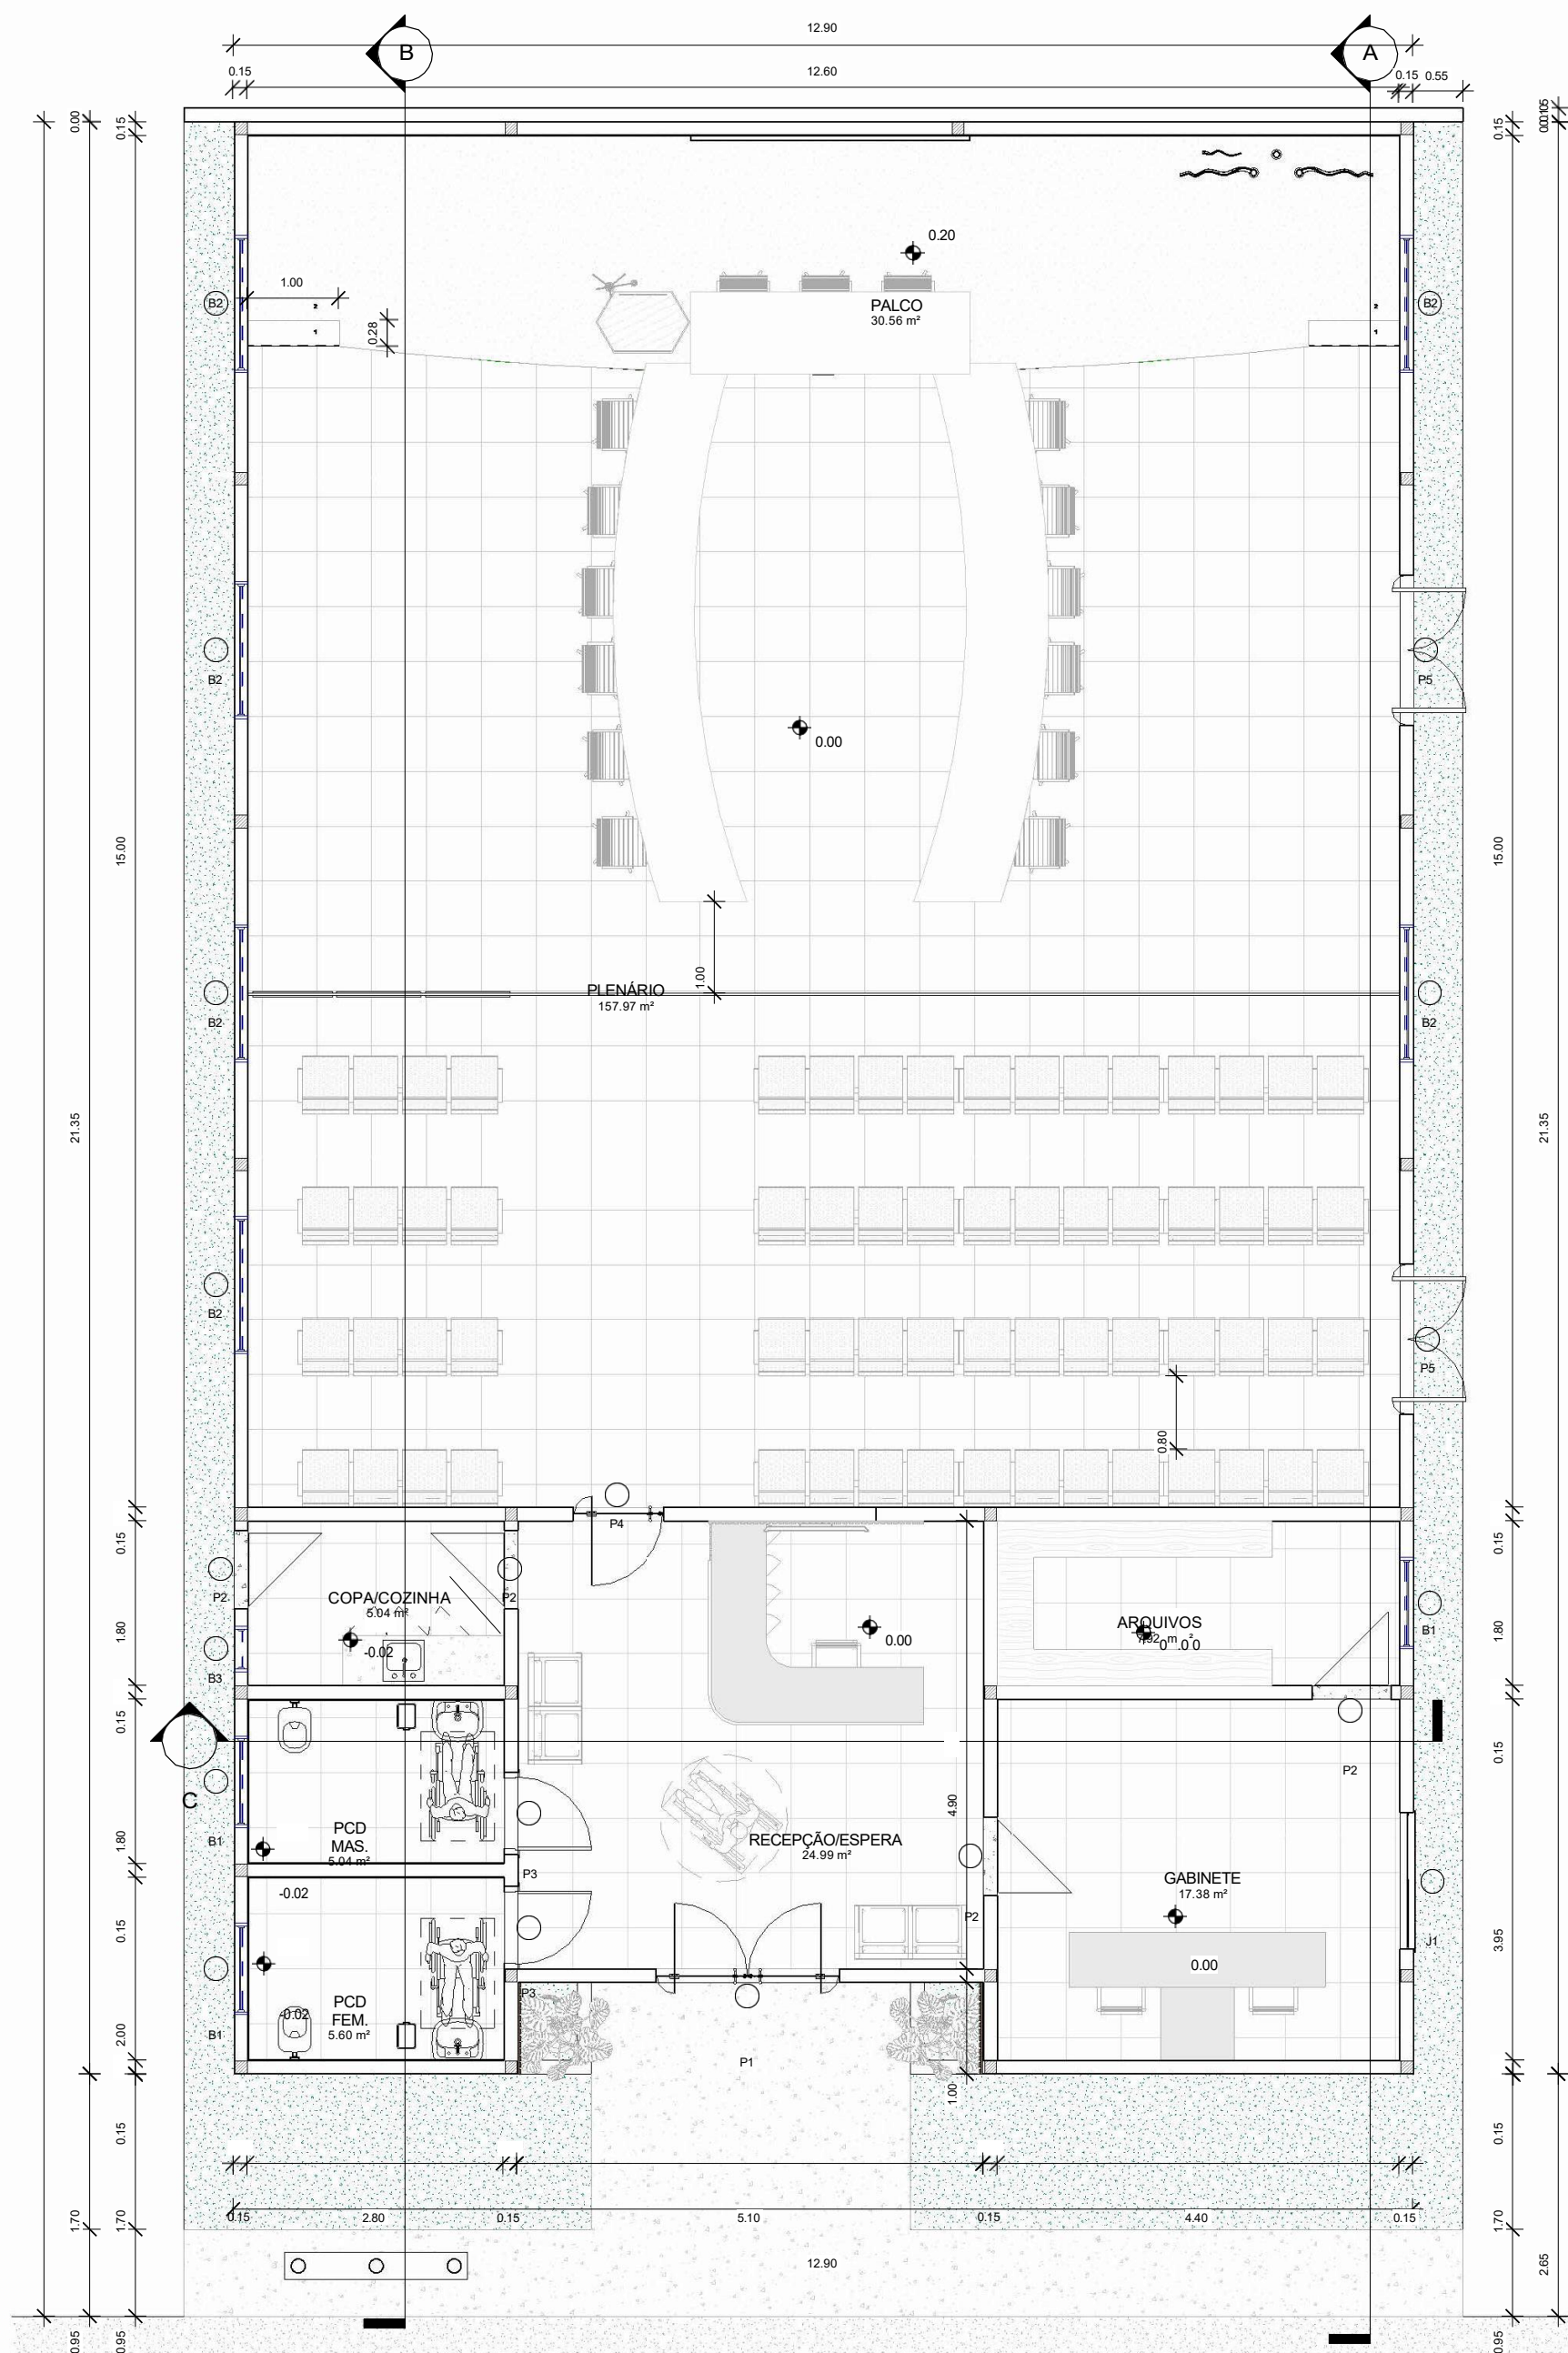 12.90
B
A
0.15
12.60
0.15
0.55
0.00
0.15
0.15
0.20
1.00
2
1
0.28
PALCO
30.56 m²
2
1
B2
B2
B2
P5
0.00
15.00
15.00
1.00
PLENÁRIO
157.97 m²
B2
B2
21.35
21.35
B2
P5
0.80
P4
0.15
0.15
P2
COPA/COZINHA
5.04 m²
-0.02
P2
0.00
ARQUIVOS
B1
1.80
1.80
B3
0.15
0.15
P2
C
4.90
PCD
MAS.
5.04 m²
B1
1.80
RECEPÇÃO/ESPERA
24.99 m²
P3
GABINETE
17.38 m²
-0.02
P2
0.15
3.95
J1
0.00
P3
PCD
FEM.
5.60 m²
-0.02
B1
2.00
P1
1.00
0.15
0.15
0.15
2.80
0.15
5.10
0.15
4.40
0.15
1.70
1.70
1.70
12.90
2.65
0.95
0.95
0.95